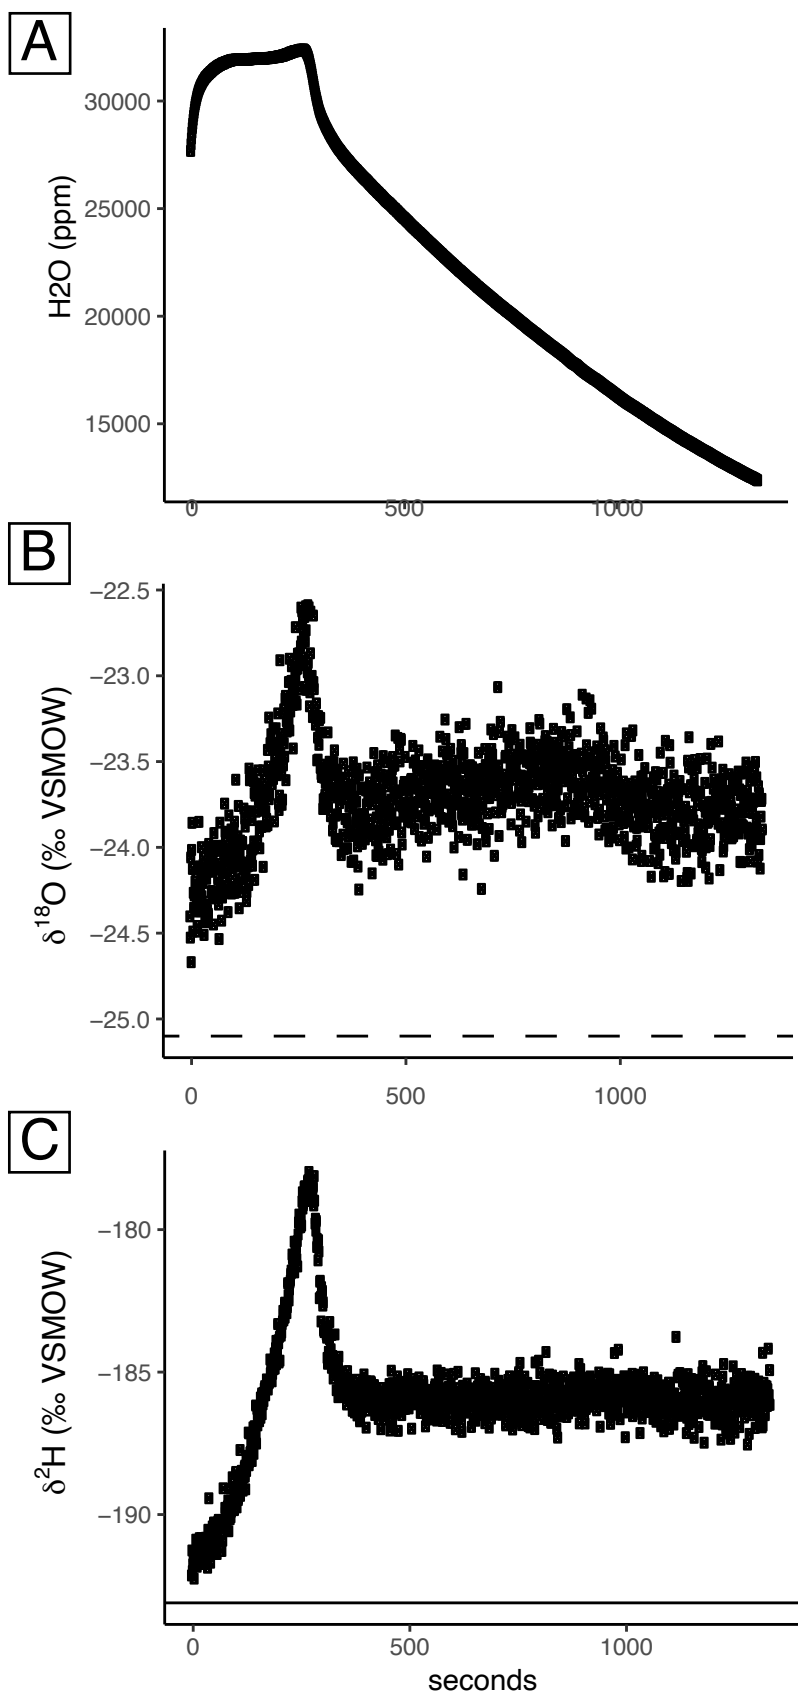 A
H2O (ppm)
30000
25000
20000
15000
0 500 1000
B
δ18O (‰ VSMOW)
−22.5
−23.0
−23.5
−24.0
−24.5
−25.0
0 500 1000
C
δ2H (‰ VSMOW)
−180
−185
−190
0 500 1000
seconds